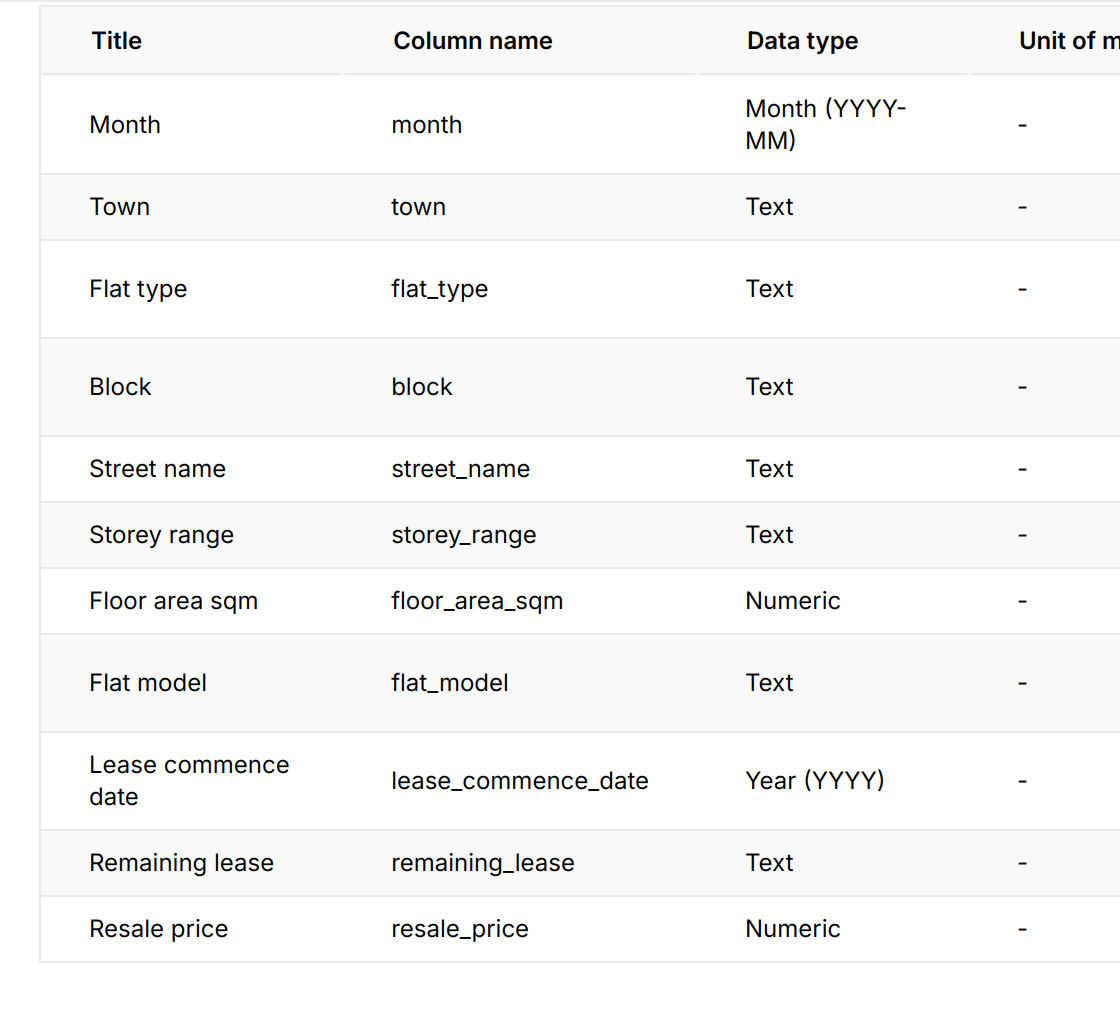 Title Column name Data type Unit of m
Month month Month (YYYY-
MM) -
Town town Text -
Flat type flat_type Text -
Block block Text -
Street name street_name Text -
Storey range storey_range Text -
Floor area sqm floor_area_sqm Numeric -
Flat model flat_model Text -
Lease commence
date lease_commence_date Year (YYYY) -
Remaining lease remaining_lease Text -
Resale price resale_price Numeric -